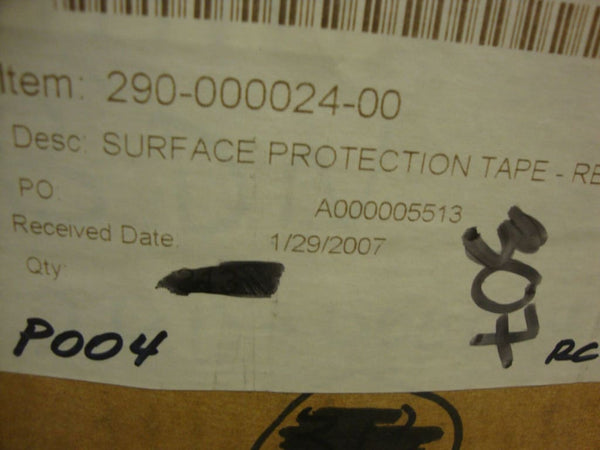 Item: 290-000024-00
Desc: SURFACE PROTECTION TAPE - RE
PO: A000005513
Received Date: 1/29/2007
Qty:
P004
RC